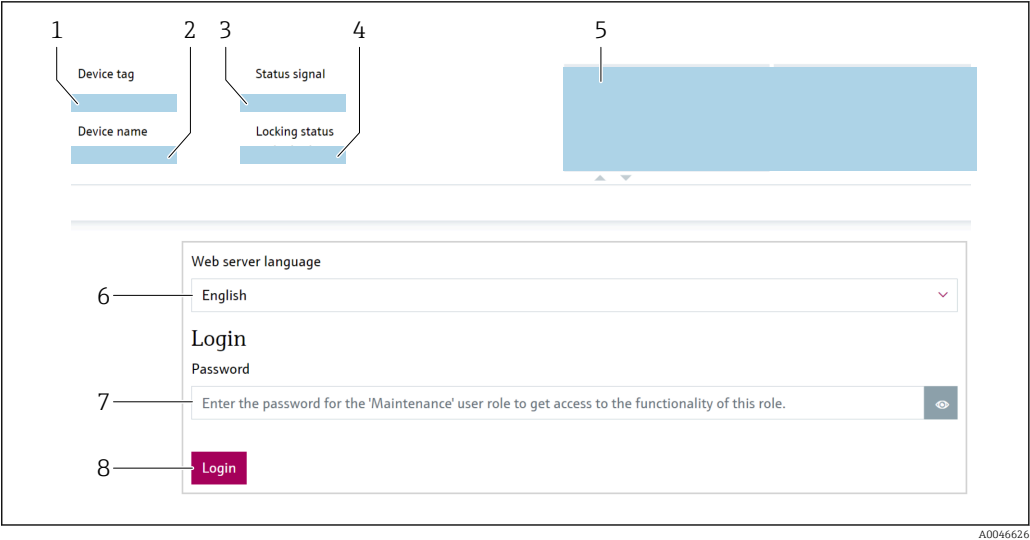 1 2 3 4 5
Device tag Status signal
Device name Locking status
Web server language
6 English
Login
Password
7 Enter the password for the 'Maintenance' user role to get access to the functionality of this role.
8 Login
A0046626